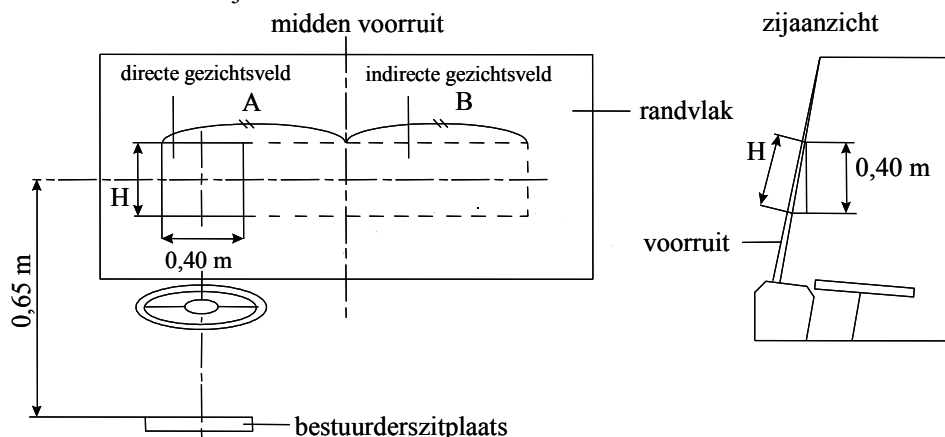 midden voorruit
zijaanzicht
directe gezichtsveld
indirecte gezichtsveld
A
B
randvlak
H
H
0,40 m
0,40 m
voorruit
0,65 m
bestuurderszitplaats